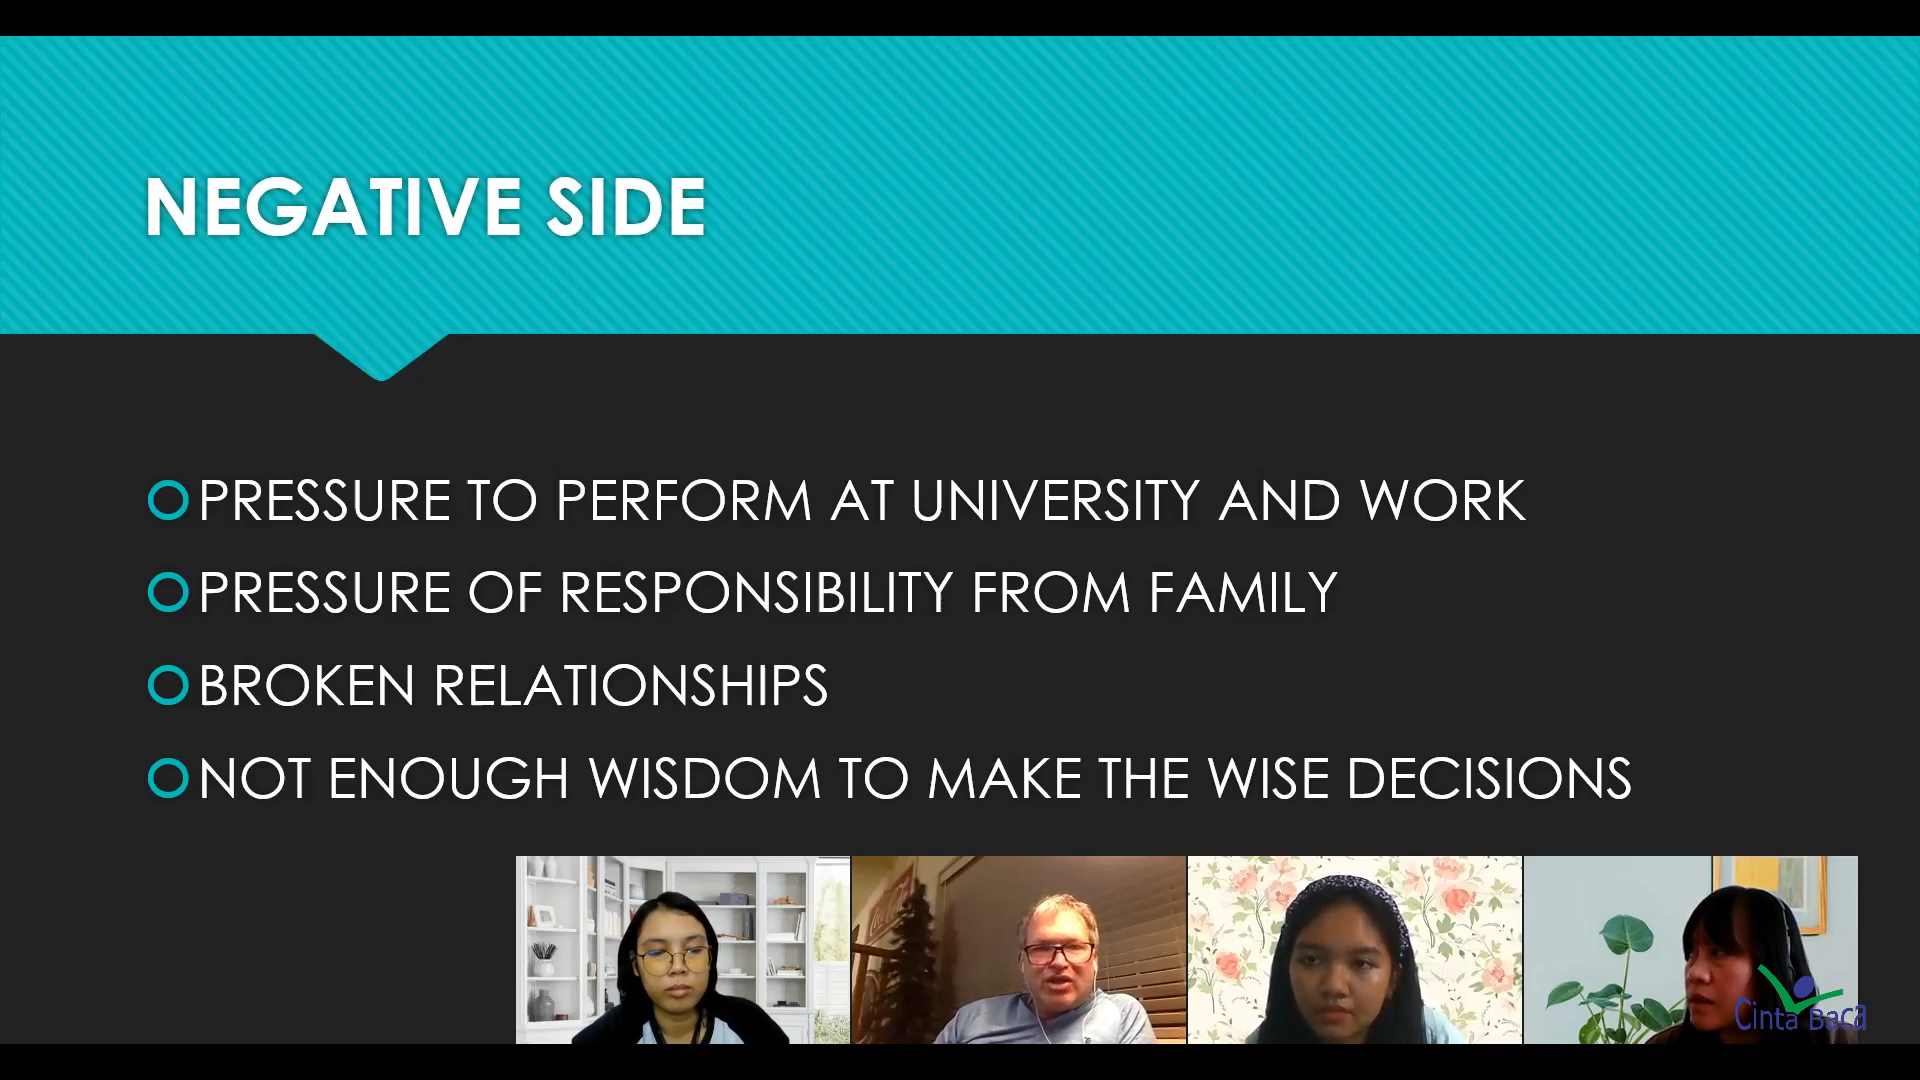 NEGATIVE SIDE
PRESSURE TO PERFORM AT UNIVERSITY AND WORK
PRESSURE OF RESPONSIBILITY FROM FAMILY
BROKEN RELATIONSHIPS
NOT ENOUGH WISDOM TO MAKE THE WISE DECISIONS
Cinta Baca